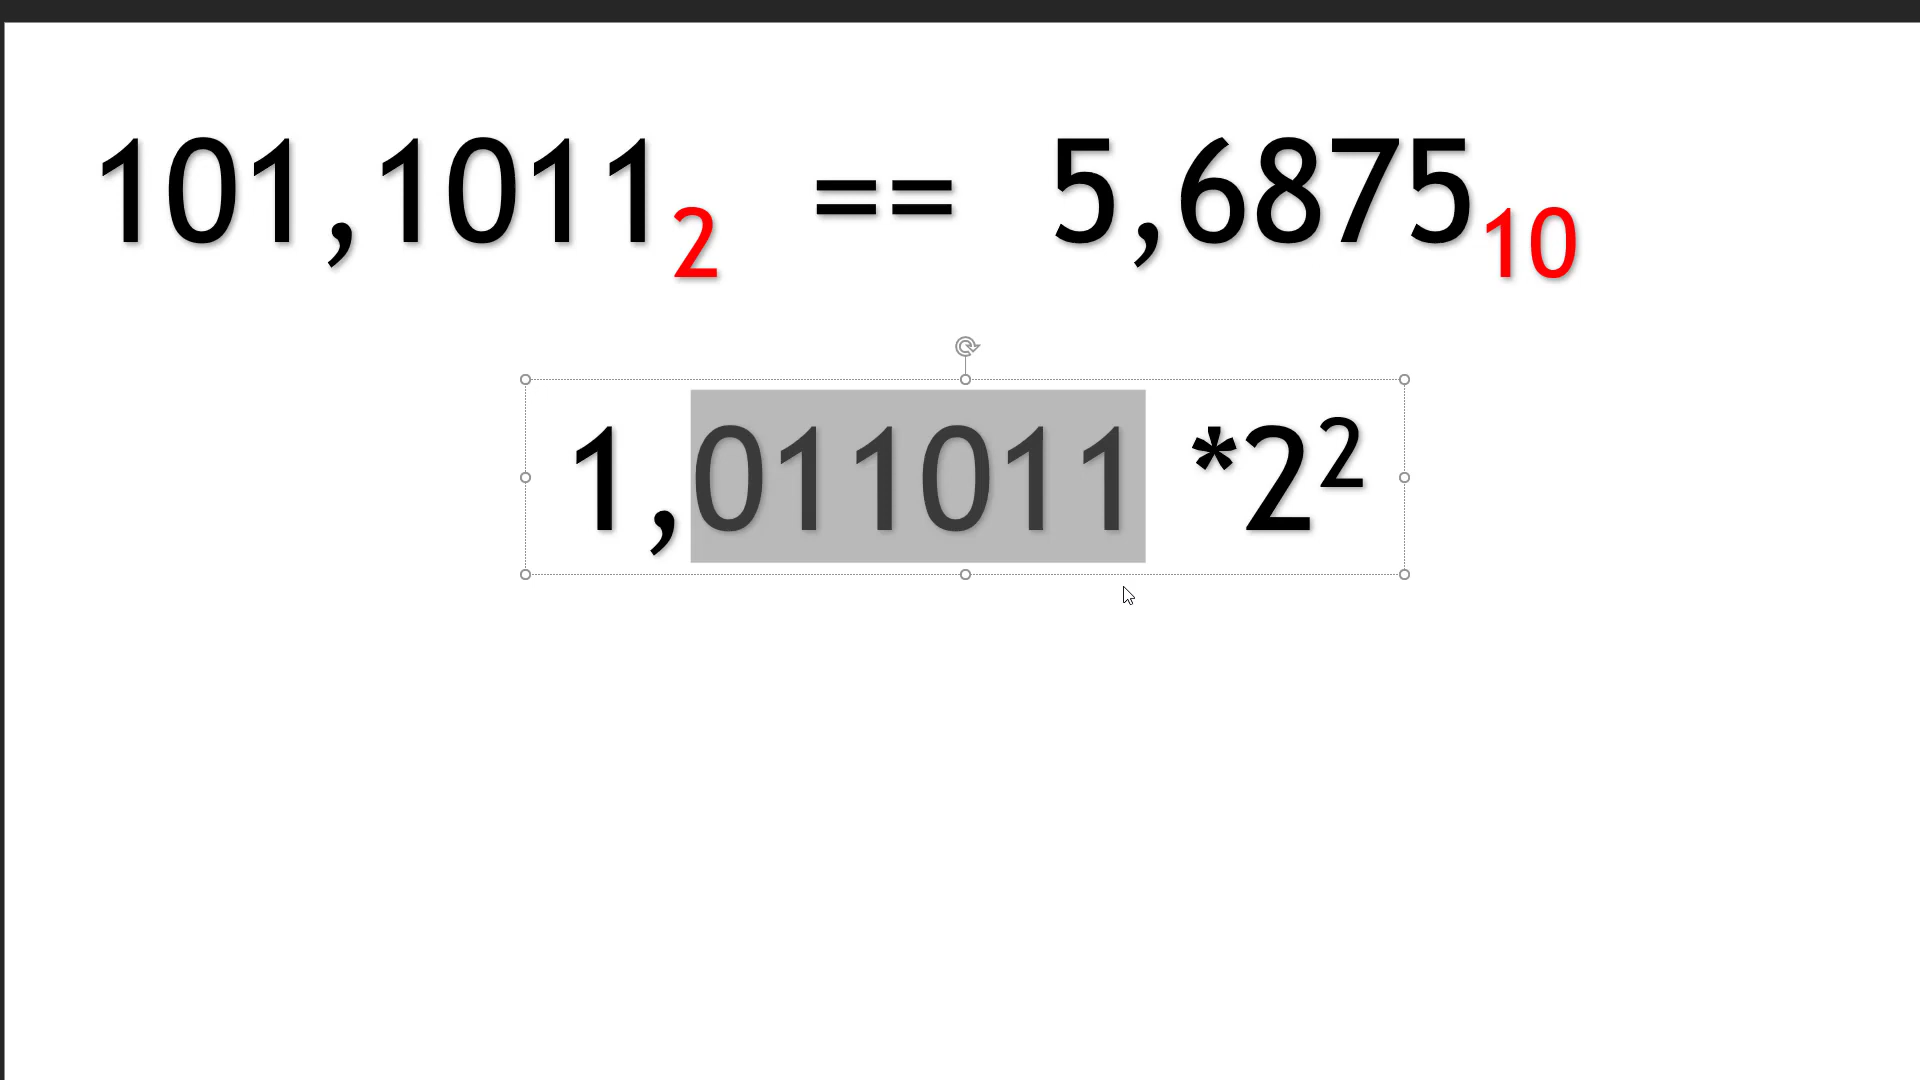 101,1011₂ == 5,6875₁₀
1,011011 *2²